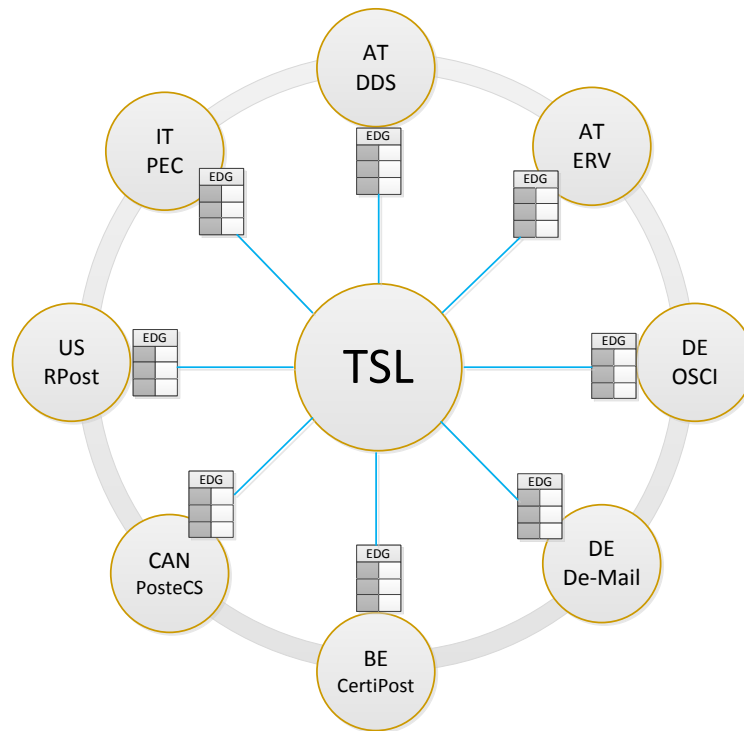 AT
DDS
EDG
IT
PEC
EDG
AT
ERV
EDG
US
RPost
EDG
TSL
EDG
DE
OSCI
EDG
CAN
PosteCS
EDG
DE
De-Mail
EDG
BE
CertiPost